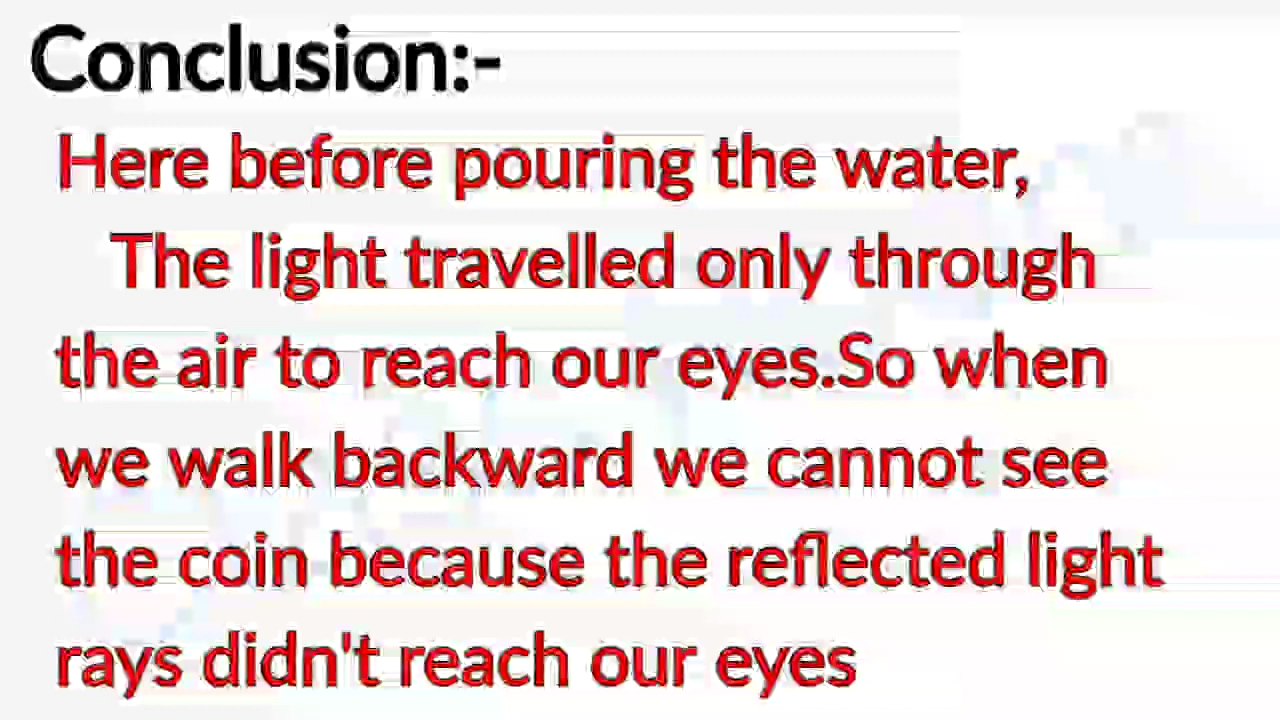 Conclusion:-
Here before pouring the water,
The light travelled only through
the air to reach our eyes.So when
we walk backward we cannot see
the coin because the reflected light
rays didn't reach our eyes